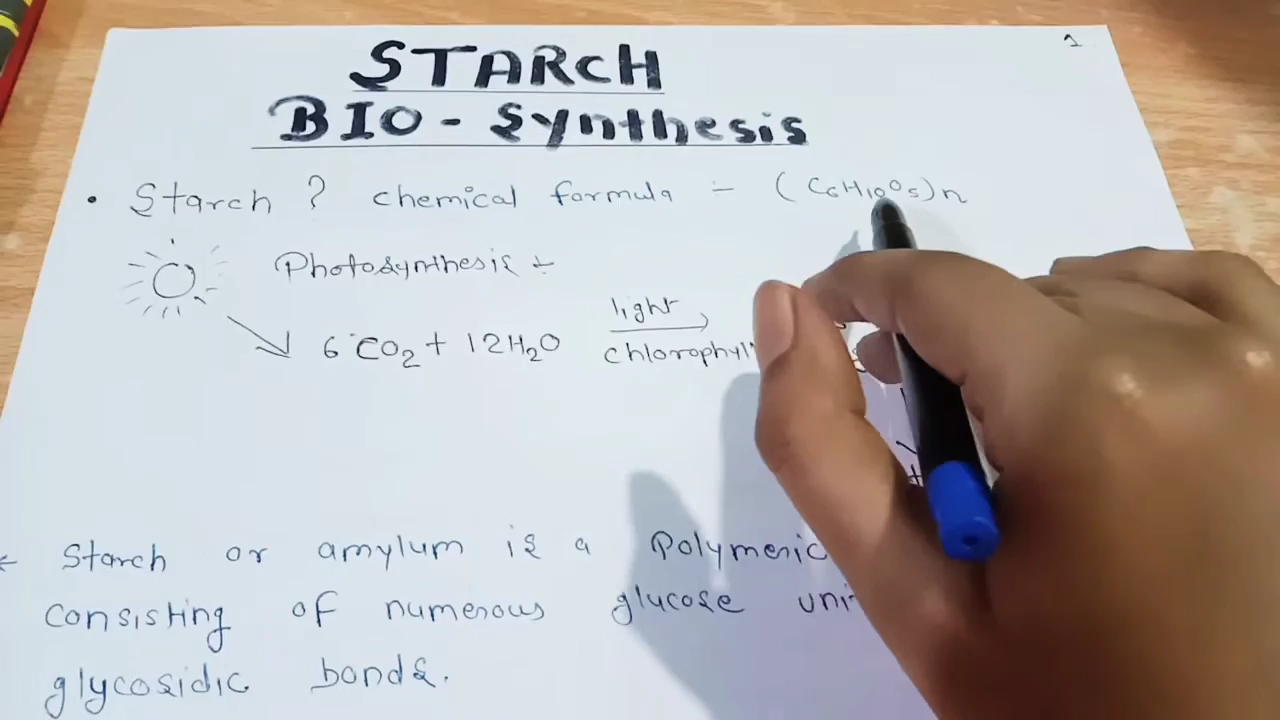 1
STARCH
BIO - Synthesis
• Starch ? chemical formula :- (C6H10O5)n
Photosynthesis :-
6 CO2 + 12H2O light chlorophyll
Starch or amylum is a Polymeric
consisting of numerous glucose
glycosidic bonds.